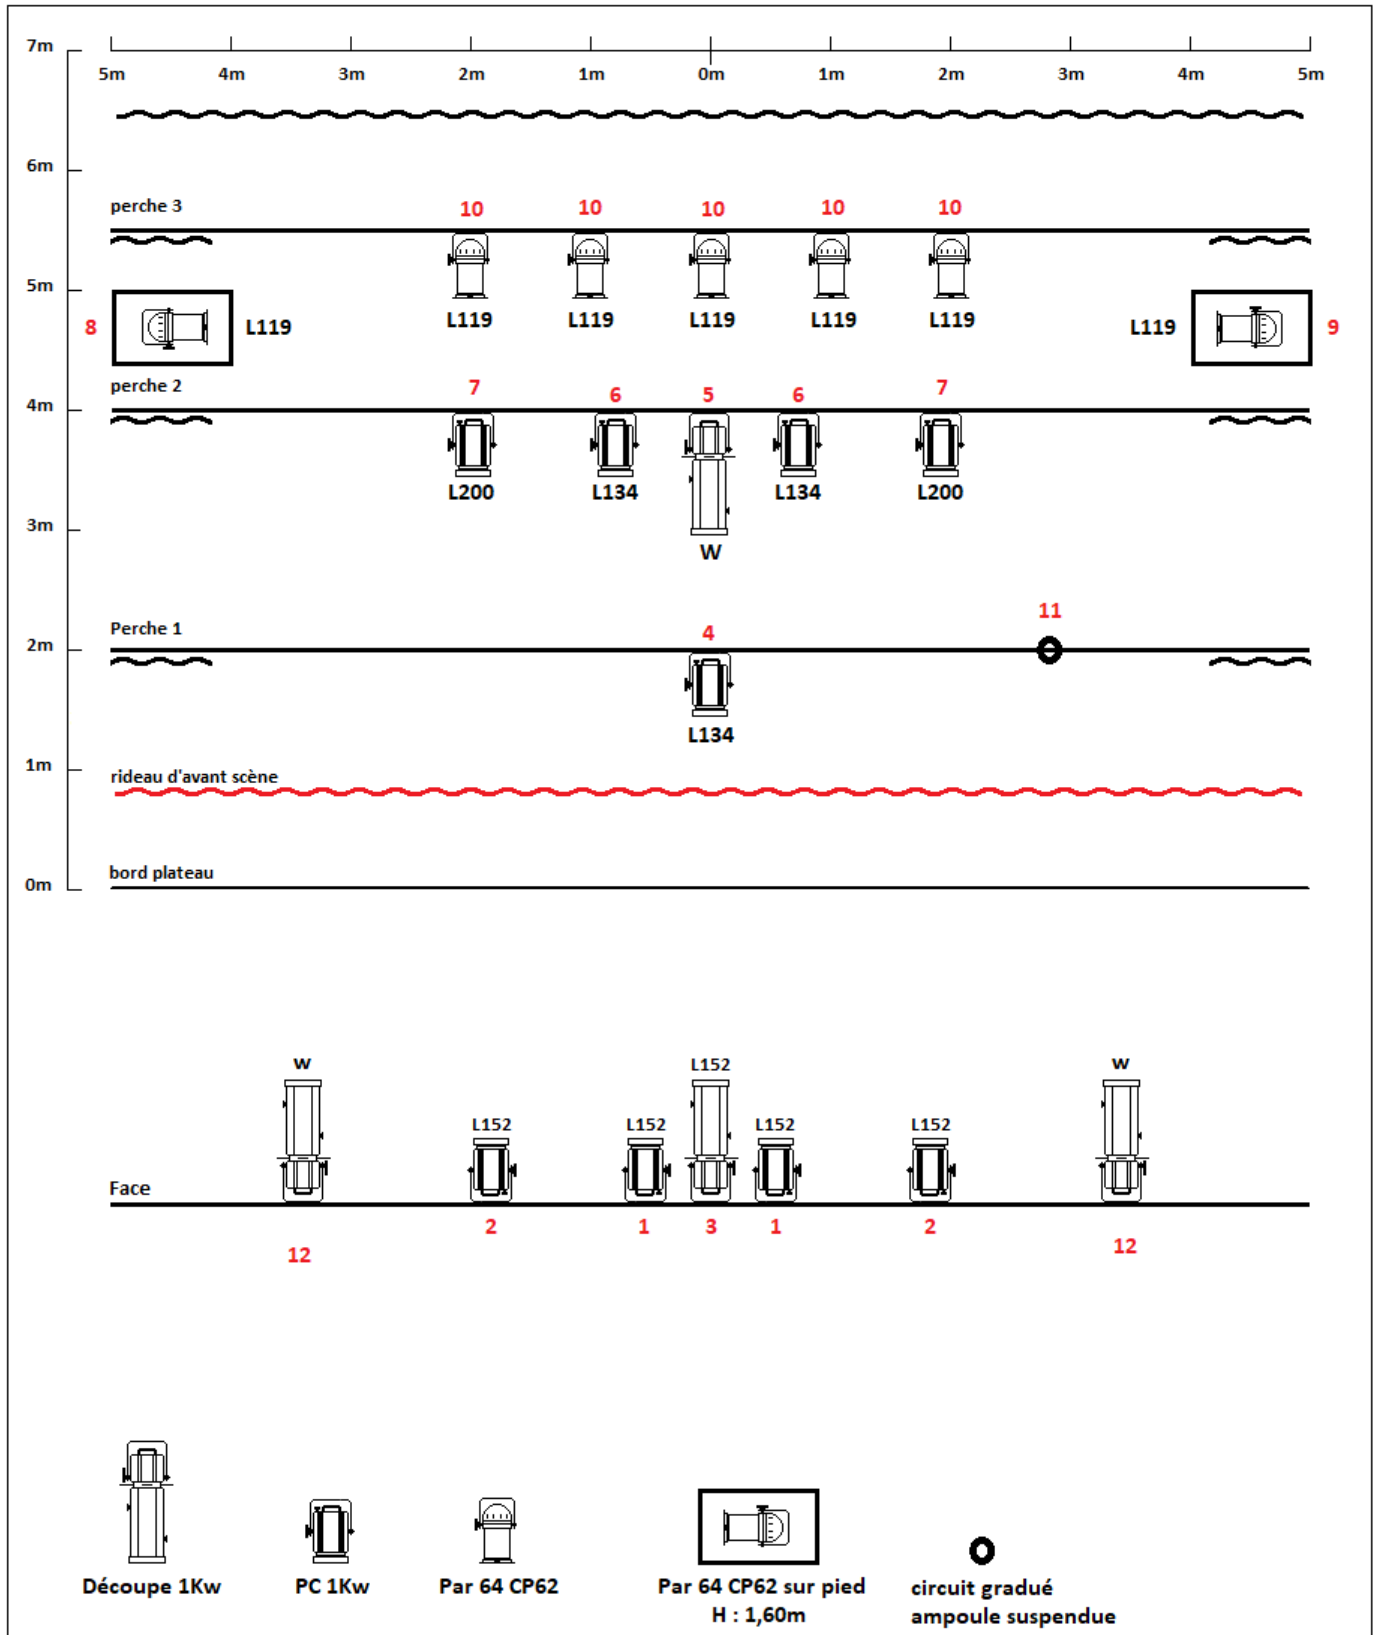 7m
5m 4m 3m 2m 1m 0m 1m 2m 3m 4m 5m
6m
perche 3
10 10 10 10 10
5m
L119 L119 L119 L119 L119
8 L119 L119 9
perche 2
4m
7 6 5 6 7
L200 L134 L134 L200
3m
W
11
Perche 1
4
2m
L134
1m
rideau d'avant scène
bord plateau
0m
W L152 W
L152 L152 L152 L152
Face
2 1 3 1 2
12 12
Découpe 1Kw
PC 1Kw
Par 64 CP62
Par 64 CP62 sur pied
H : 1,60m
circuit gradué
ampoule suspendue